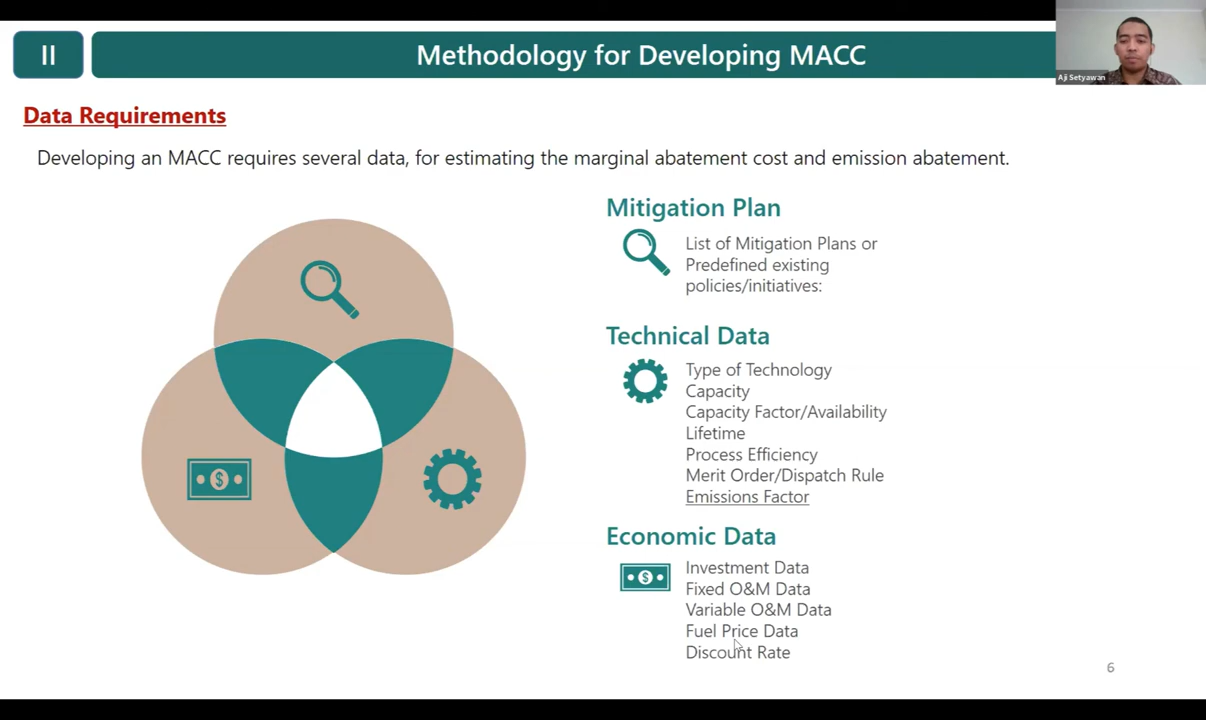 II
Methodology for Developing MACC
Aji Setyawan
Data Requirements
Developing an MACC requires several data, for estimating the marginal abatement cost and emission abatement.
Mitigation Plan
List of Mitigation Plans or
Predefined existing
policies/initiatives:
Technical Data
Type of Technology
Capacity
Capacity Factor/Availability
Lifetime
Process Efficiency
Merit Order/Dispatch Rule
Emissions Factor
Economic Data
$
$
Investment Data
Fixed O&M Data
Variable O&M Data
Fuel Price Data
Discount Rate
6